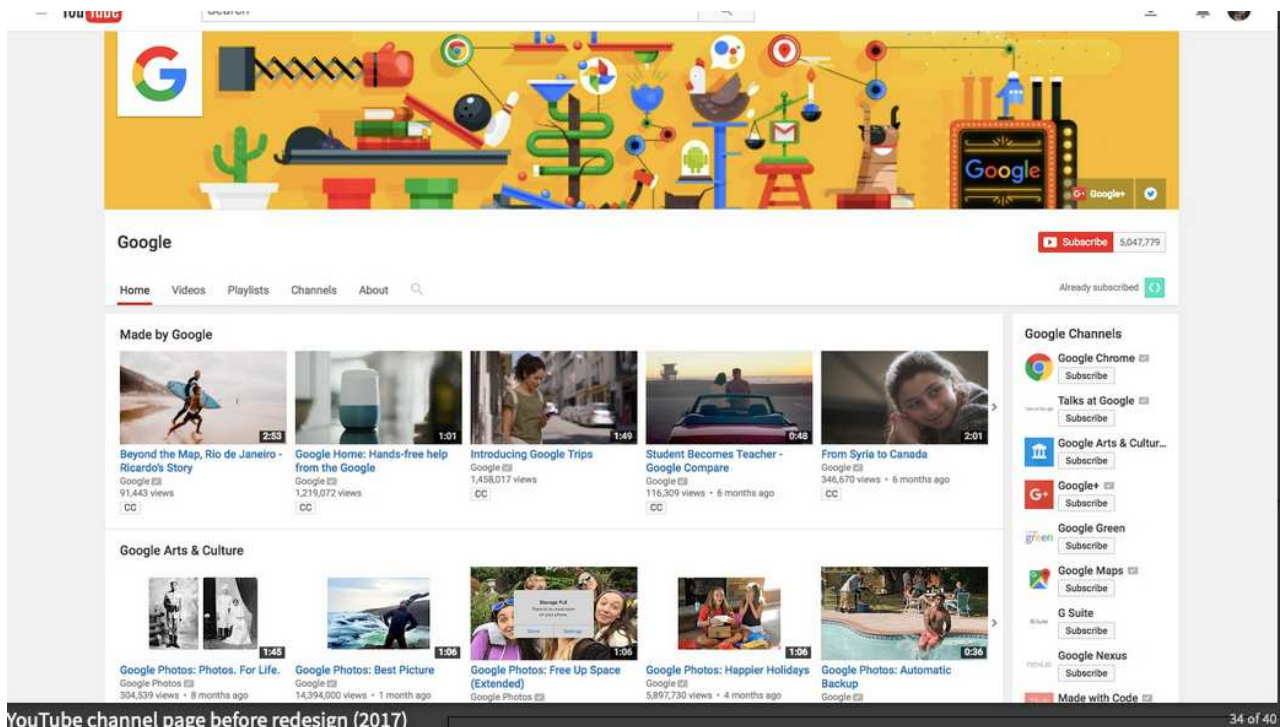 YouTube
Search
G
Google
Google+
Google
Subscribe 5,047,779
Home Videos Playlists Channels About
Already subscribed
Made by Google
2:53
1:01
1:49
0:48
2:01
Beyond the Map, Rio de Janeiro - Ricardo's Story
Google
91,443 views
CC
Google Home: Hands-free help from the Google
Google
1,219,072 views
CC
Introducing Google Trips
Google
1,458,017 views
CC
Student Becomes Teacher - Google Compare
Google
116,309 views • 6 months ago
CC
From Syria to Canada
Google
346,670 views • 6 months ago
CC
Google Arts & Culture
Storage Full
Done Settings
1:45
1:06
1:06
1:06
0:36
Google Photos: Photos. For Life.
Google Photos
304,539 views • 8 months ago
Google Photos: Best Picture
Google
14,394,000 views • 1 month ago
Google Photos: Free Up Space (Extended)
Google Photos
Google Photos: Happier Holidays
Google
5,897,730 views • 4 months ago
Google Photos: Automatic Backup
Google
Google Channels
Google Chrome
Subscribe
Talks at Google
Subscribe
Google Arts & Cultur...
Subscribe
G+
Google+
Subscribe
green
Google Green
Subscribe
Google Maps
Subscribe
G Suite
G Suite
Subscribe
Google Nexus
Subscribe
Made with Code
YouTube channel page before redesign (2017)
34 of 40